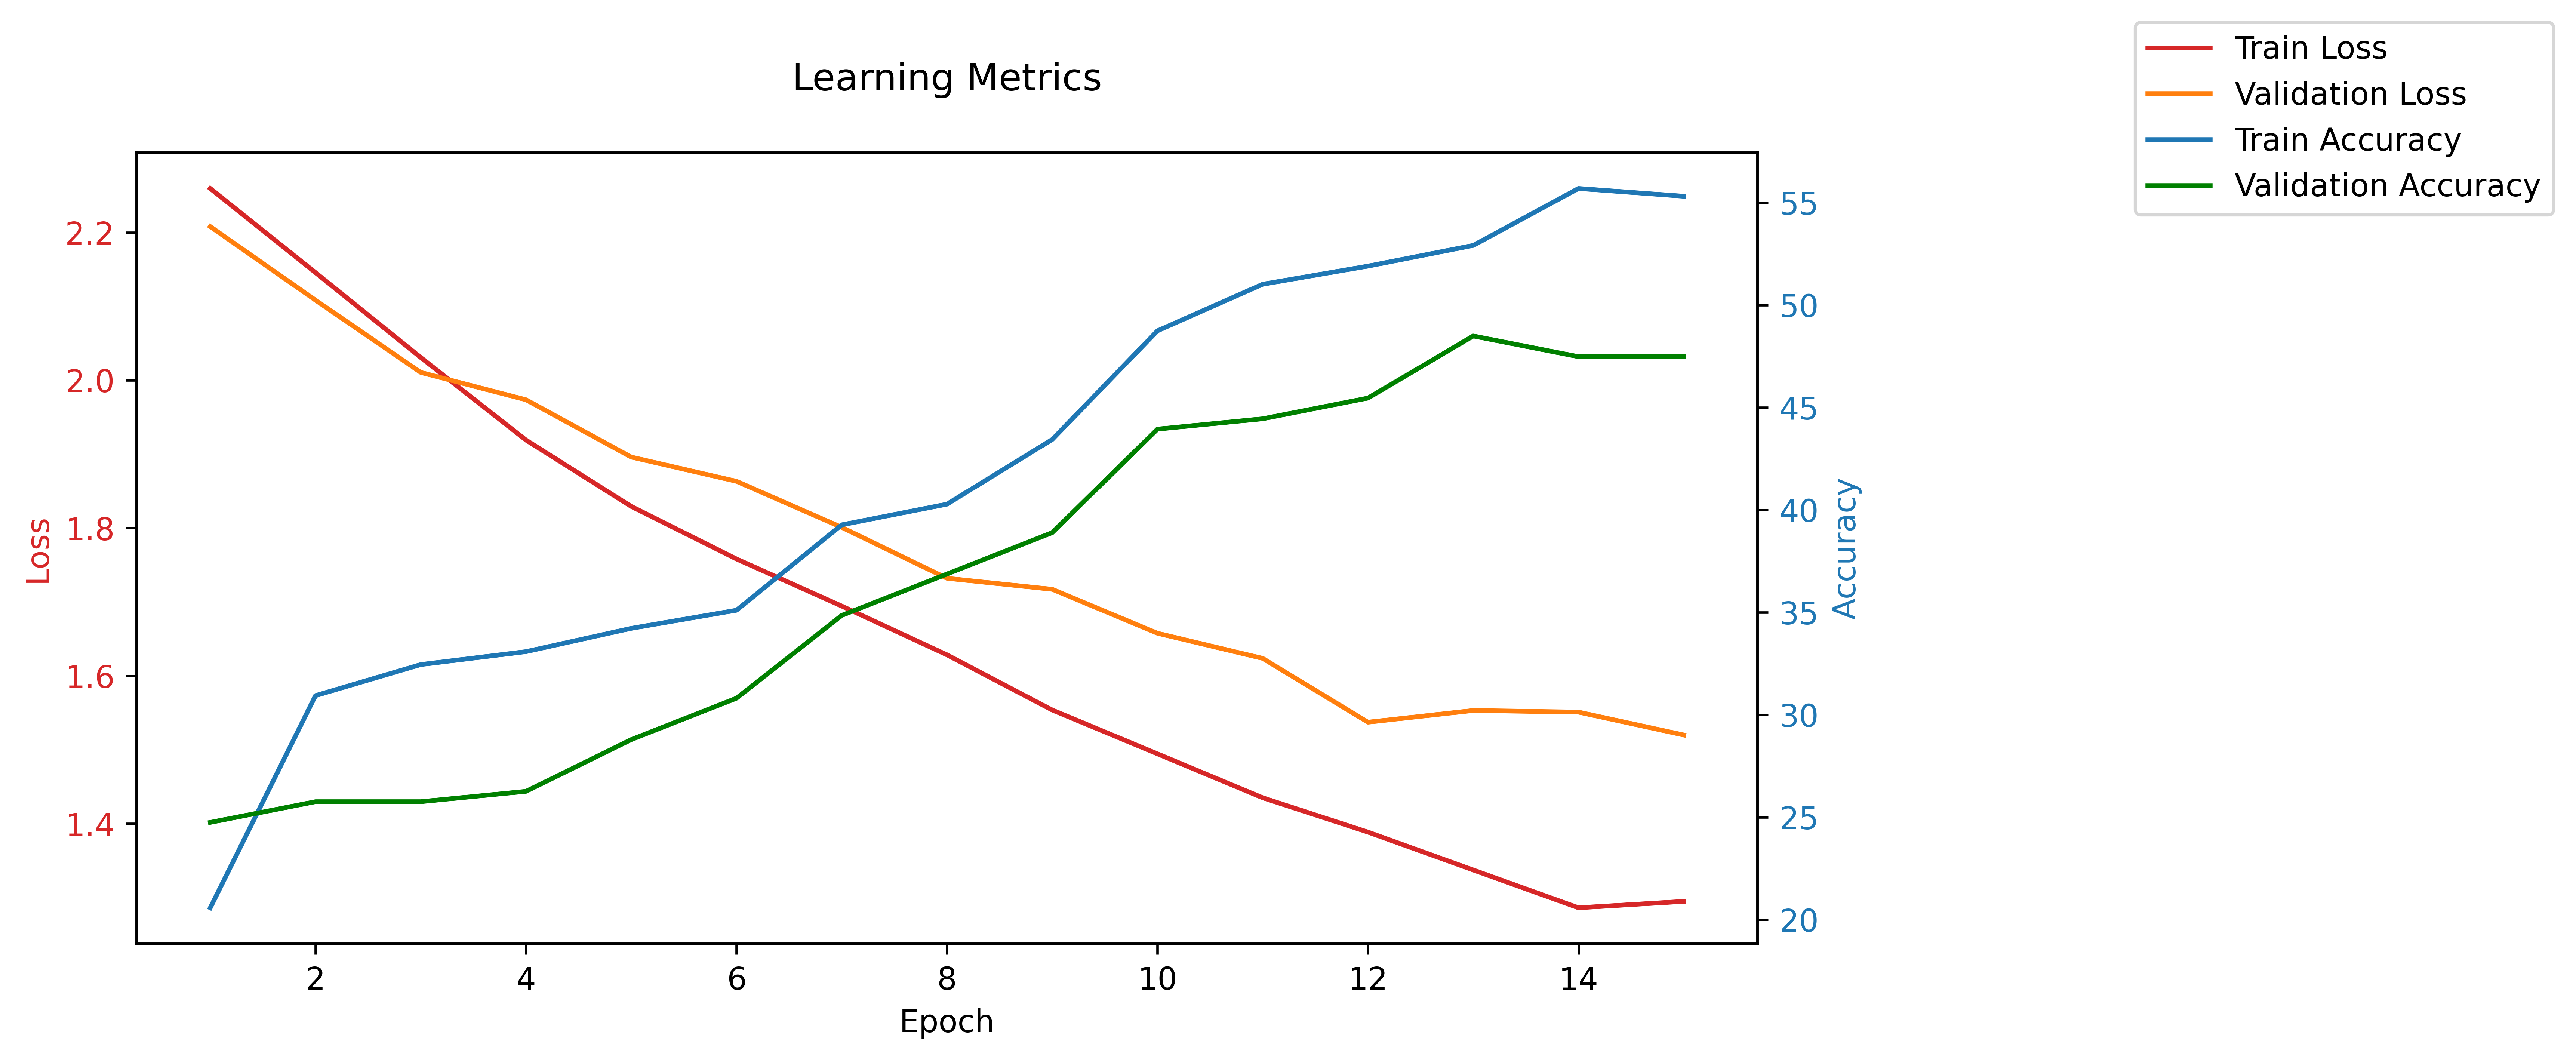 Learning Metrics
Train Loss
Validation Loss
Train Accuracy
Validation Accuracy
Loss
2.2
2.0
1.8
1.6
1.4
55
50
45
40
35
30
25
20
Accuracy
2 4 6 8 10 12 14
Epoch